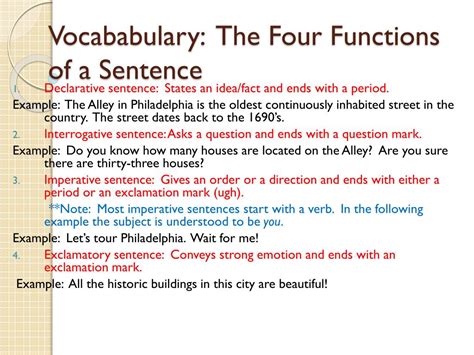 Vocababulary:  The Four Functions
of a Sentence
1. Declarative sentence:  States an idea/fact and ends with a period.
Example: The Alley in Philadelphia is the oldest continuously inhabited street in the
country.  The street dates back to the 1690's.
2. Interrogative sentence: Asks a question and ends with a question mark.
Example:  Do you know how many houses are located on the Alley?  Are you sure
there are thirty-three houses?
3. Imperative sentence:  Gives an order or a direction and ends with either a
period or an exclamation mark (ugh).
**Note:  Most imperative sentences start with a verb.  In the following
example the subject is understood to be you.
Example:  Let's tour Philadelphia.  Wait for me!
4. Exclamatory sentence:  Conveys strong emotion and ends with an
exclamation mark.
Example:  All the historic buildings in this city are beautiful!